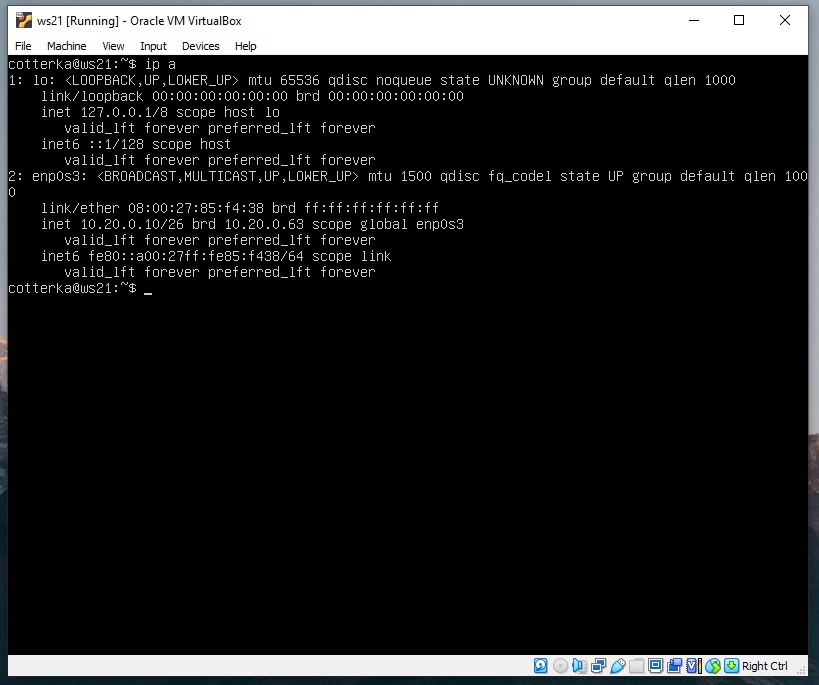 ws21 [Running] - Oracle VM VirtualBox
File Machine View Input Devices Help
cotterka@ws21:~$ ip a
1: lo: <LOOPBACK,UP,LOWER_UP> mtu 65536 qdisc noqueue state UNKNOWN group default qlen 1000
    link/loopback 00:00:00:00:00:00 brd 00:00:00:00:00:00
    inet 127.0.0.1/8 scope host lo
       valid_lft forever preferred_lft forever
    inet6 ::1/128 scope host
       valid_lft forever preferred_lft forever
2: enp0s3: <BROADCAST,MULTICAST,UP,LOWER_UP> mtu 1500 qdisc fq_codel state UP group default qlen 100
0
    link/ether 08:00:27:85:f4:38 brd ff:ff:ff:ff:ff:ff
    inet 10.20.0.10/26 brd 10.20.0.63 scope global enp0s3
       valid_lft forever preferred_lft forever
    inet6 fe80::a00:27ff:fe85:f438/64 scope link
       valid_lft forever preferred_lft forever
cotterka@ws21:~$ _
Right Ctrl